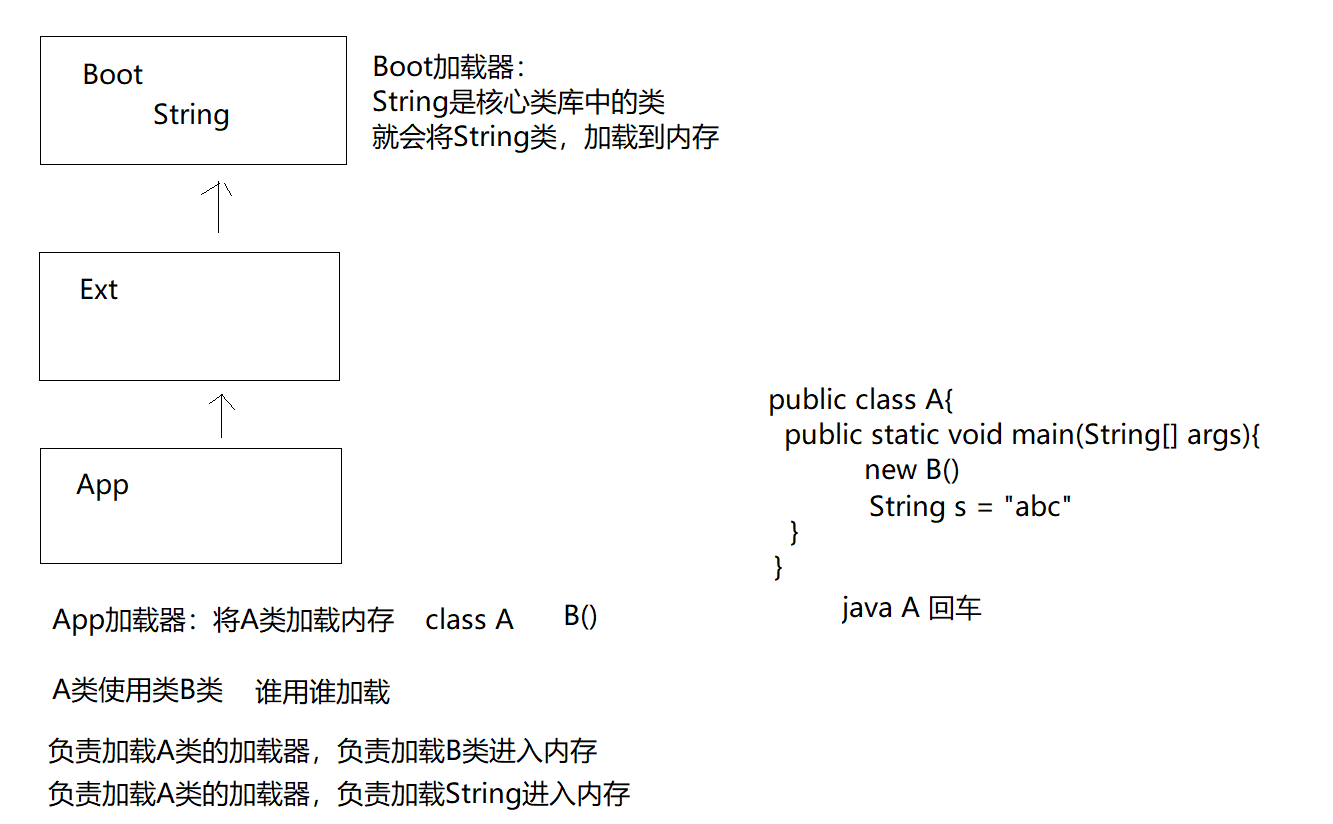 Boot
String
Boot加载器：
String是核心类库中的类
就会将String类，加载到内存
Ext
App
public class A{
public static void main(String[] args){
new B()
String s = "abc"
}
}
java A 回车
App加载器：将A类加载内存 class A B()
A类使用类B类 谁用谁加载
负责加载A类的加载器，负责加载B类进入内存
负责加载A类的加载器，负责加载String进入内存